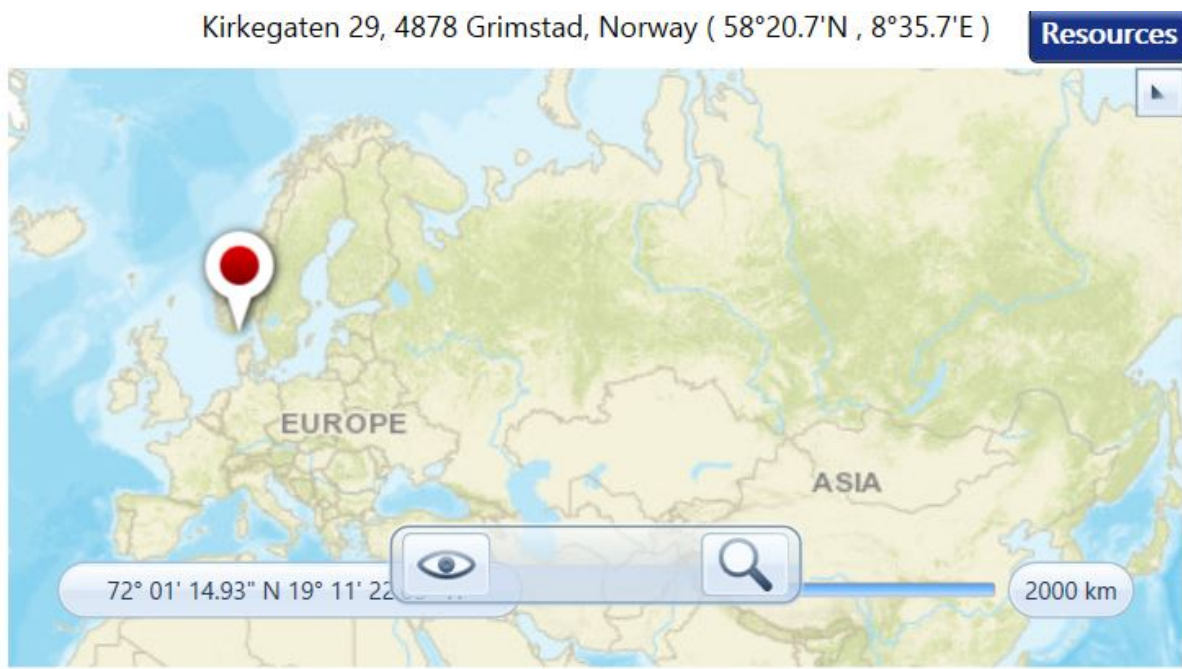 Kirkegaten 29, 4878 Grimstad, Norway ( 58°20.7'N , 8°35.7'E )
Resources
EUROPE
ASIA
72° 01' 14.93" N 19° 11' 22
2000 km